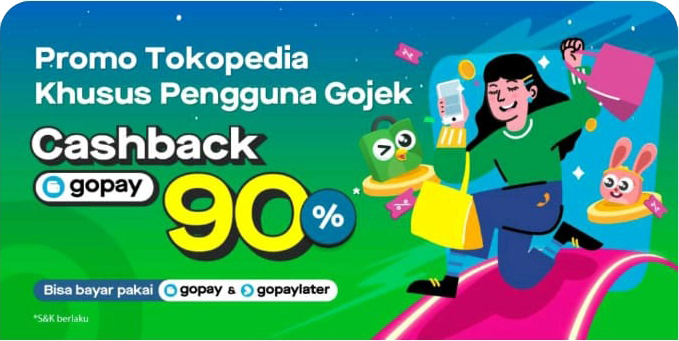 Promo Tokopedia
Khusus Pengguna Gojek
Cashback
gopay
90%*
Bisa bayar pakai gopay & gopaylater
*S&K berlaku